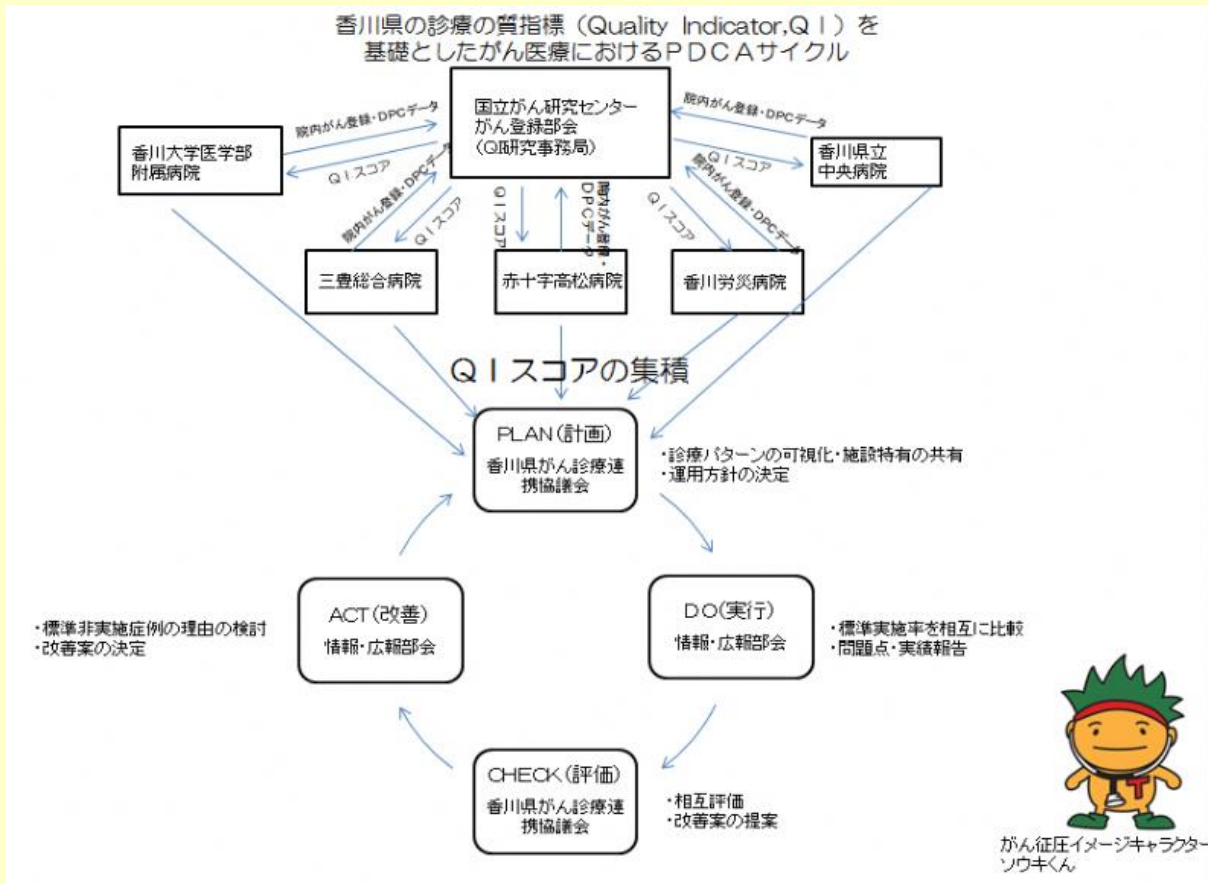 香川県の診療の質指標（Quality Indicator,QI）を
基礎としたがん医療におけるPDCAサイクル
国立がん研究センター
がん登録部会
(QI研究事務局)
院内がん登録・DPCデータ
院内がん登録・DPCデータ
香川大学医学部
附属病院
QIスコア
QIスコア
香川県立
中央病院
院内がん登録・DPCデータ
QIスコア
QIスコア
院内がん登録・
DPCデータ
QIスコア
院内がん登録・DPCデータ
三豊総合病院
赤十字高松病院
香川労災病院
QIスコアの集積
PLAN(計画)
香川県がん診療連
携協議会
・診療パターンの可視化・施設特有の共有
・運用方針の決定
ACT(改善)
情報・広報部会
・標準非実施症例の理由の検討
・改善案の決定
DO(実行)
情報・広報部会
・標準実施率を相互に比較
・問題点・実績報告
CHECK(評価)
香川県がん診療連
携協議会
・相互評価
・改善案の提案
T
がん征圧イメージキャラクター
ソウキくん